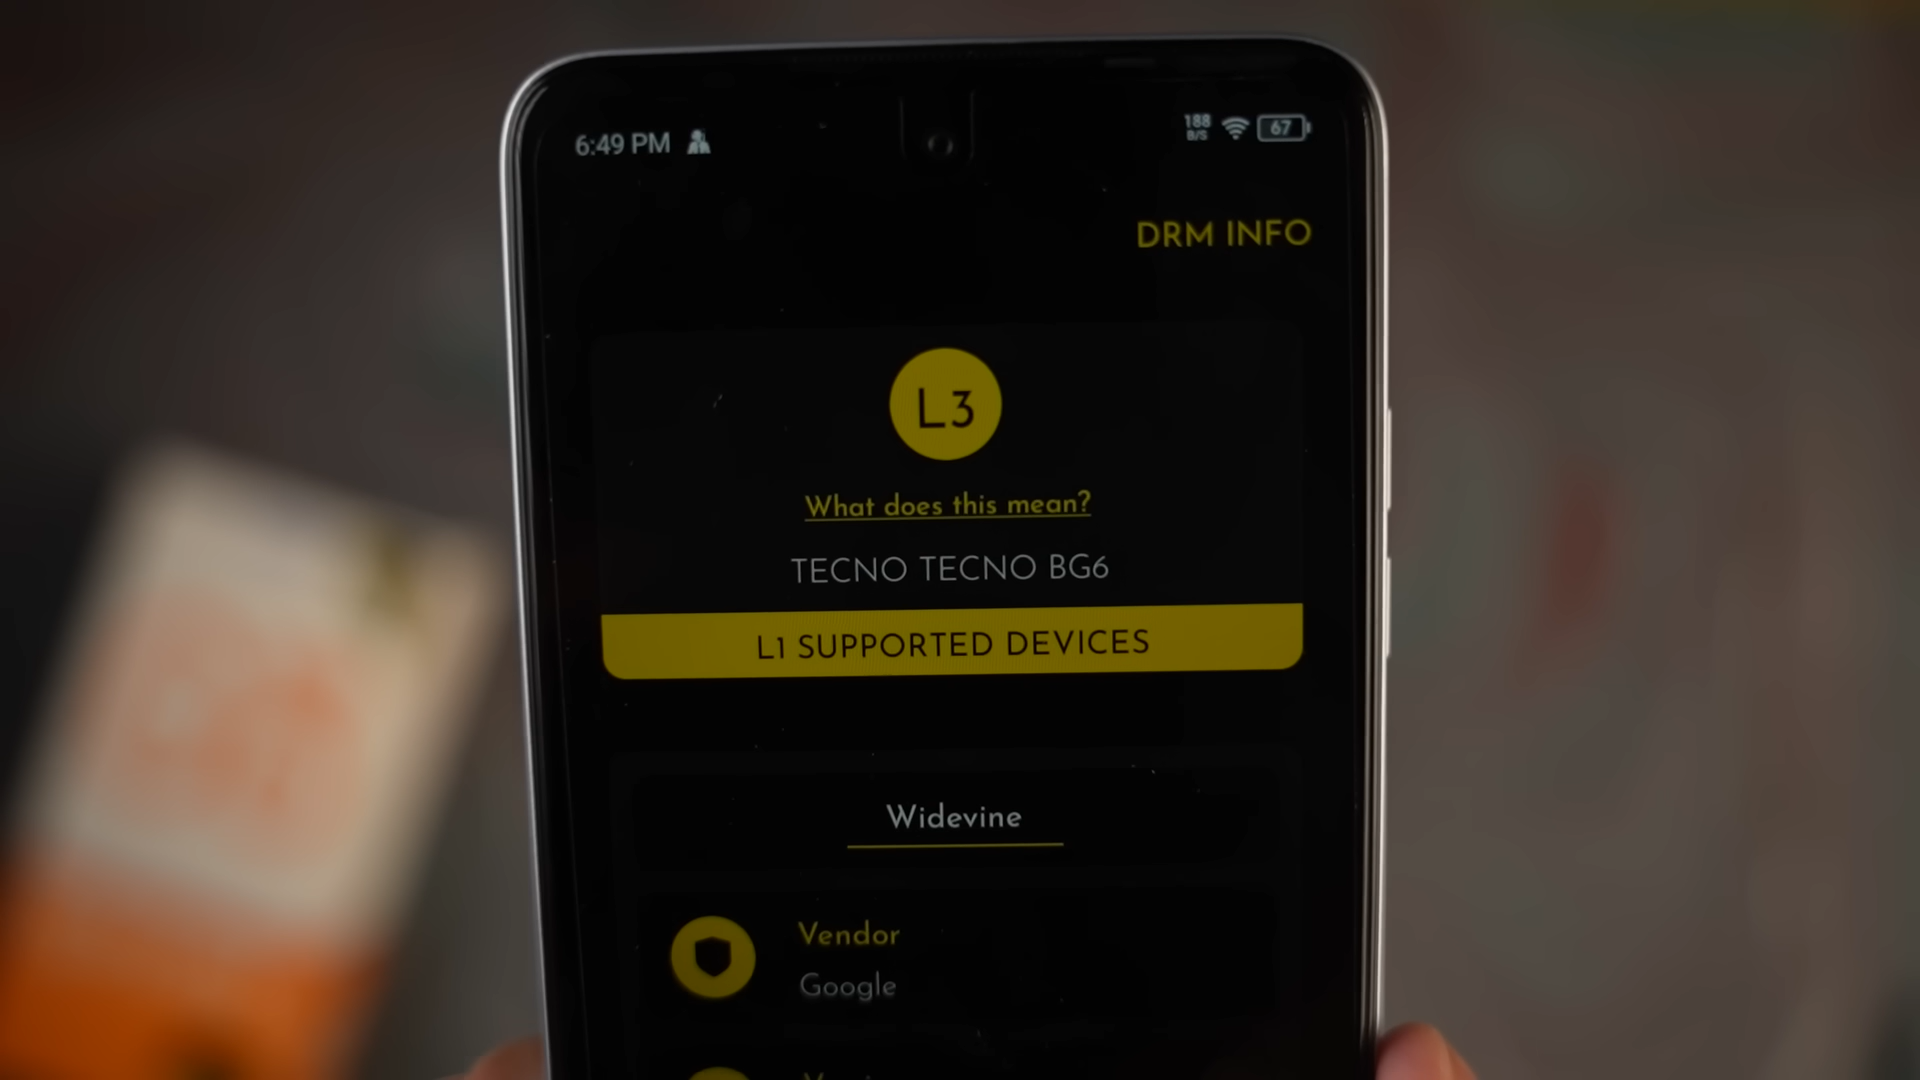 6:49 PM
188
B/S
67
DRM INFO
L3
What does this mean?
TECNO TECNO BG6
L1 SUPPORTED DEVICES
Widevine
Vendor
Google